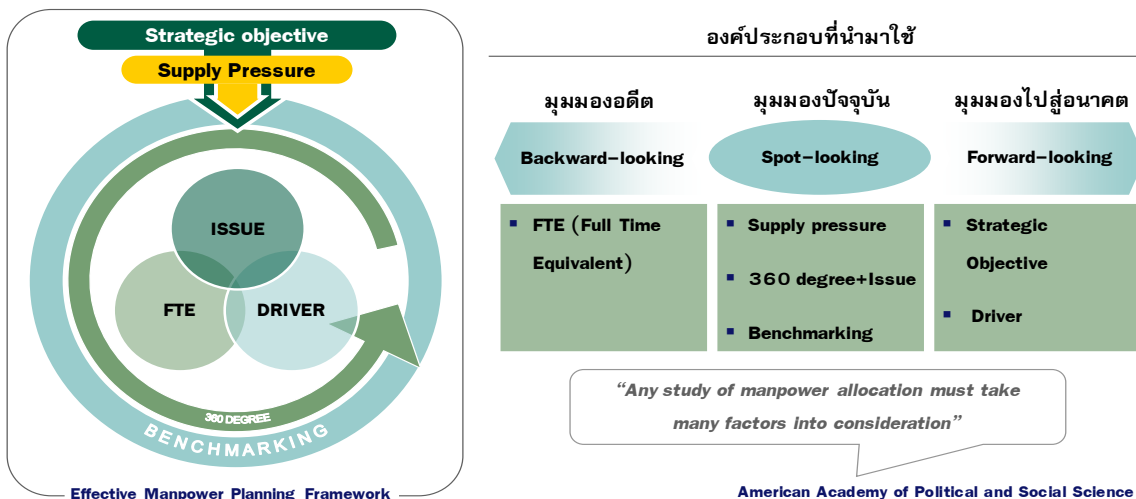 Strategic objective
Supply Pressure
ISSUE
FTE
DRIVER
360 DEGREE
BENCHMARKING
Effective Manpower Planning Framework
องค์ประกอบที่นำมาใช้
มุมมองอดีต
มุมมองปัจจุบัน
มุมมองไปสู่อนาคต
Backward-looking
Spot-looking
Forward-looking
▪ FTE (Full Time
Equivalent)
▪ Supply pressure
▪ 360 degree+Issue
▪ Benchmarking
▪ Strategic
Objective
▪ Driver
“Any study of manpower allocation must take
many factors into consideration”
American Academy of Political and Social Science